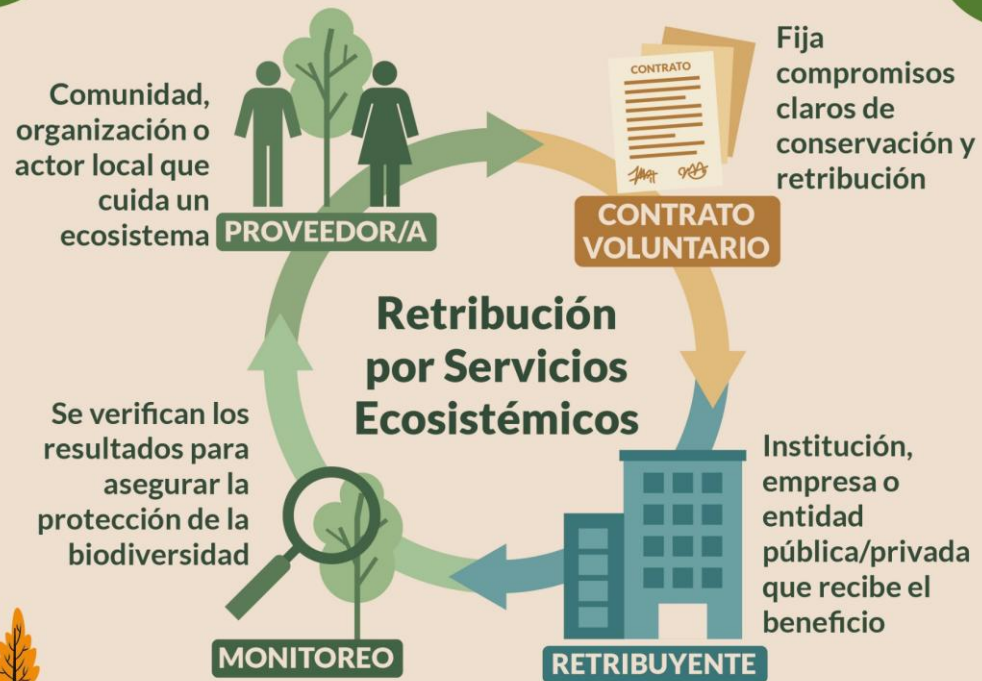 Comunidad,
organización o
actor local que
cuida un
ecosistema
PROVEEDOR/A
CONTRATO
CONTRATO
VOLUNTARIO
Fija
compromisos
claros de
conservación y
retribución
Retribución
por Servicios
Ecosistémicos
Se verifican los
resultados para
asegurar la
protección de la
biodiversidad
MONITOREO
RETRIBUYENTE
Institución,
empresa o
entidad
pública/privada
que recibe el
beneficio